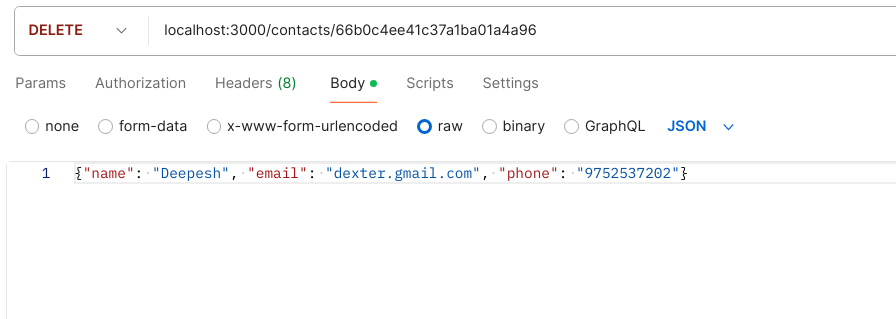 DELETE localhost:3000/contacts/66b0c4ee41c37a1ba01a4a96
Params Authorization Headers (8) Body Scripts Settings
none form-data x-www-form-urlencoded raw binary GraphQL JSON
1 {"name": "Deepesh", "email": "dexter.gmail.com", "phone": "9752537202"}